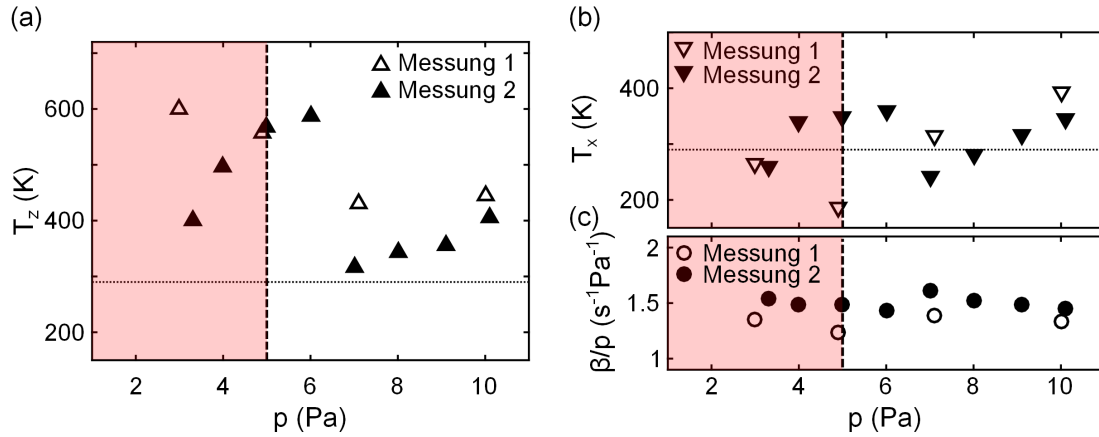 (a)
Messung 1
Messung 2
600
400
200
T_z (K)
2 4 6 8 10
p (Pa)
(b)
Messung 1
Messung 2
400
200
T_x (K)
(c)
Messung 1
Messung 2
2
1.5
1
β/p (s⁻¹Pa⁻¹)
2 4 6 8 10
p (Pa)